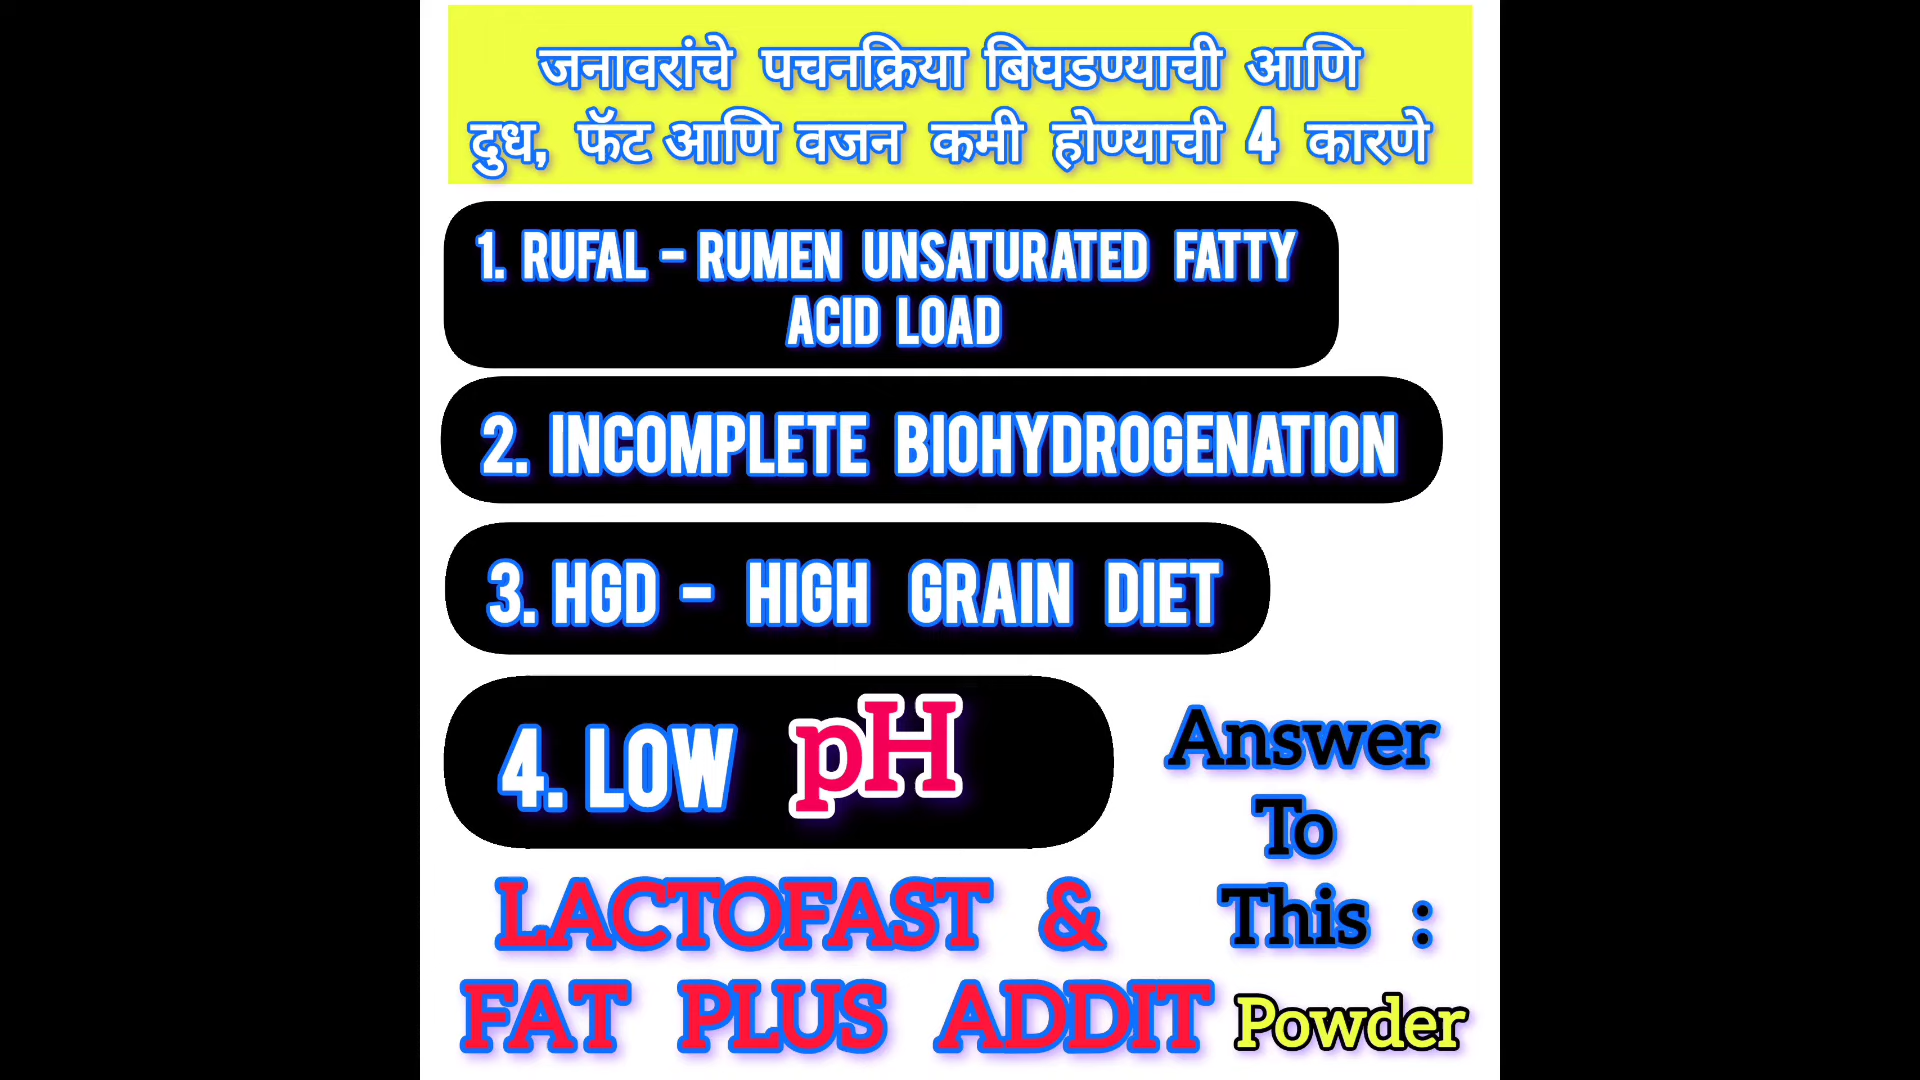 जनावरांचे पचनक्रिया बिघडण्याची आणि
दुध, फॅट आणि वजन कमी होण्याची 4 कारणे
1. RUFAL - RUMEN UNSATURATED FATTY
ACID LOAD
2. INCOMPLETE BIOHYDROGENATION
3. HGD - HIGH GRAIN DIET
4. LOW pH
Answer
To
This :
LACTOFAST &
FAT PLUS ADDIT Powder